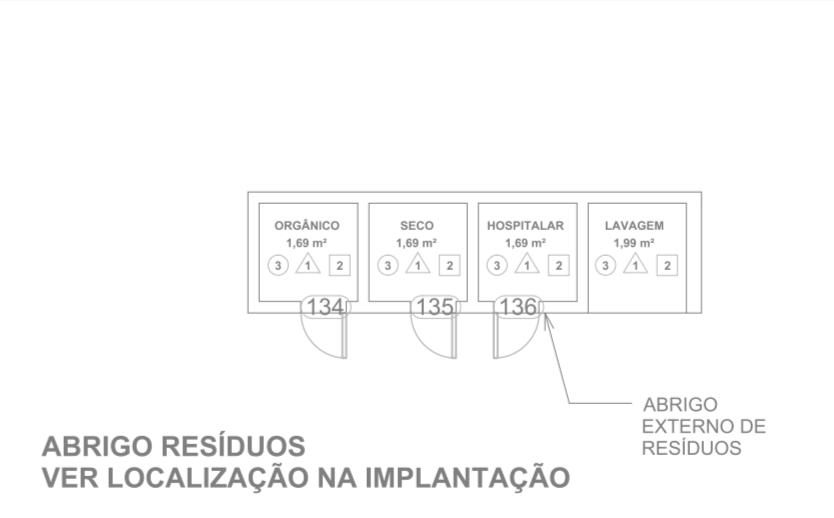 ORGÂNICO SECO HOSPITALAR LAVAGEM
1,69 m² 1,69 m² 1,69 m² 1,99 m²
3 1 2 3 1 2 3 1 2 3 1 2
134 135 136
ABRIGO
EXTERNO DE
RESÍDUOS
ABRIGO RESÍDUOS
VER LOCALIZAÇÃO NA IMPLANTAÇÃO